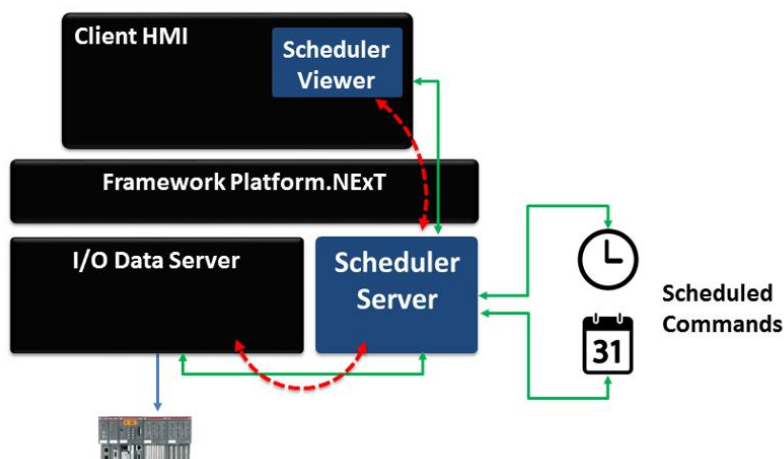 Client HMI
Scheduler
Viewer
Framework Platform.NExT
I/O Data Server
Scheduler
Server
31
Scheduled
Commands